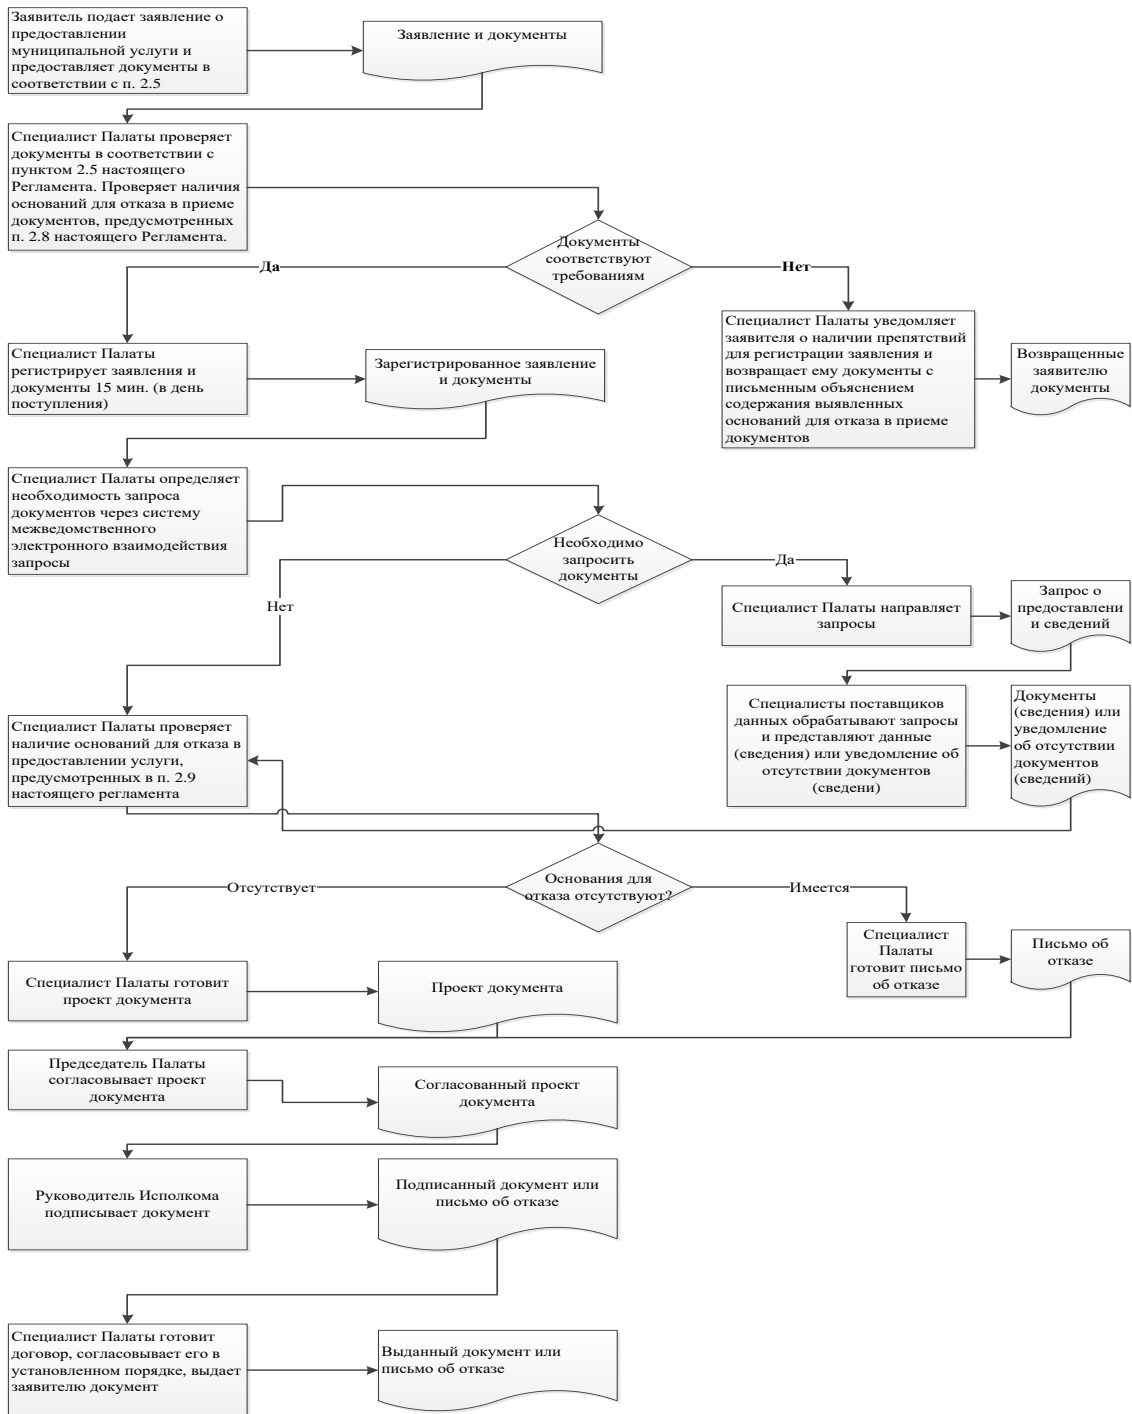 Заявитель подает заявление о
предоставлении
муниципальной услуги и
предоставляет документы в
соответствии с п. 2.5
Заявление и документы
Специалист Палаты проверяет
документы в соответствии с
пунктом 2.5 настоящего
Регламента. Проверяет наличия
оснований для отказа в приеме
документов, предусмотренных
п. 2.8 настоящего Регламента.
Документы
соответствуют
требованиям
Да
Нет
Специалист Палаты
регистрирует заявления и
документы 15 мин. (в день
поступления)
Зарегистрированное заявление
и документы
Специалист Палаты уведомляет
заявителя о наличии препятствий
для регистрации заявления и
возвращает ему документы с
письменным объяснением
содержания выявленных
оснований для отказа в приеме
документов
Возвращенные
заявителю
документы
Специалист Палаты определяет
необходимость запроса
документов через систему
межведомственного
электронного взаимодействия
запросы
Необходимо
запросить
документы
Да
Нет
Специалист Палаты направляет
запросы
Запрос о
предоставлени
и сведений
Специалисты поставщиков
данных обрабатывают запросы
и представляют данные
(сведения) или уведомление об
отсутствии документов
(сведени)
Документы
(сведения) или
уведомление
об отсутствии
документов
(сведений)
Специалист Палаты проверяет
наличие оснований для отказа в
предоставлении услуги,
предусмотренных в п. 2.9
настоящего регламента
Основания для
отказа отсутствуют?
Отсутствует
Имеется
Специалист
Палаты
готовит письмо
об отказе
Письмо об
отказе
Специалист Палаты готовит
проект документа
Проект документа
Председатель Палаты
согласовывает проект
документа
Согласованный проект
документа
Руководитель Исполкома
подписывает документ
Подписанный документ или
письмо об отказе
Специалист Палаты готовит
договор, согласовывает его в
установленном порядке, выдает
заявителю документ
Выданный документ или
письмо об отказе